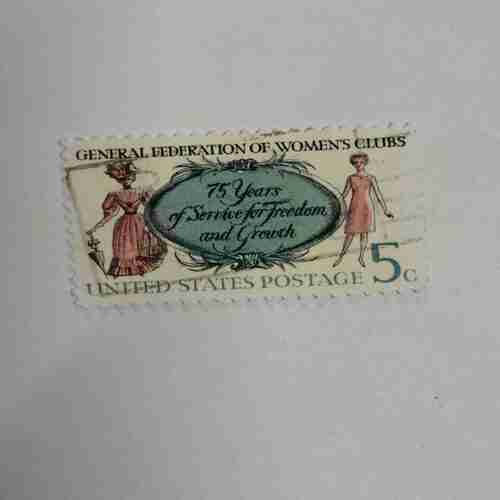 GENERAL FEDERATION OF WOMEN'S CLUBS
75 Years
of Service for Freedom
and Growth
UNITED STATES POSTAGE 5c